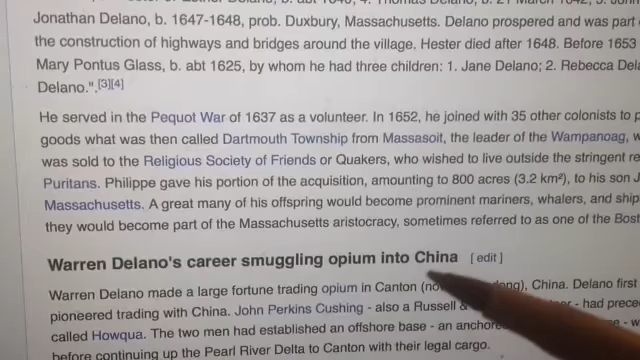 Jonathan Delano, b. 1647-1648, prob. Duxbury, Massachusetts. Delano prospered and was part
the construction of highways and bridges around the village. Hester died after 1648. Before 1653
Mary Pontus Glass, b. abt 1625, by whom he had three children: 1. Jane Delano; 2. Rebecca
Delano.".[3][4]
He served in the Pequot War of 1637 as a volunteer. In 1652, he joined with 35 other colonists to
goods what was then called Dartmouth Township from Massasoit, the leader of the Wampanoag,
was sold to the Religious Society of Friends or Quakers, who wished to live outside the stringent
Puritans. Philippe gave his portion of the acquisition, amounting to 800 acres (3.2 km²), to his son
Massachusetts. A great many of his offspring would become prominent mariners, whalers, and
they would become part of the Massachusetts aristocracy, sometimes referred to as one of the
Warren Delano's career smuggling opium into China [ edit ]
Warren Delano made a large fortune trading opium in Canton China. Delano first
pioneered trading with China. John Perkins Cushing - also a Russell & - had
called Howqua. The two men had established an offshore base - an
before continuing up the Pearl River Delta to Canton with their legal cargo.